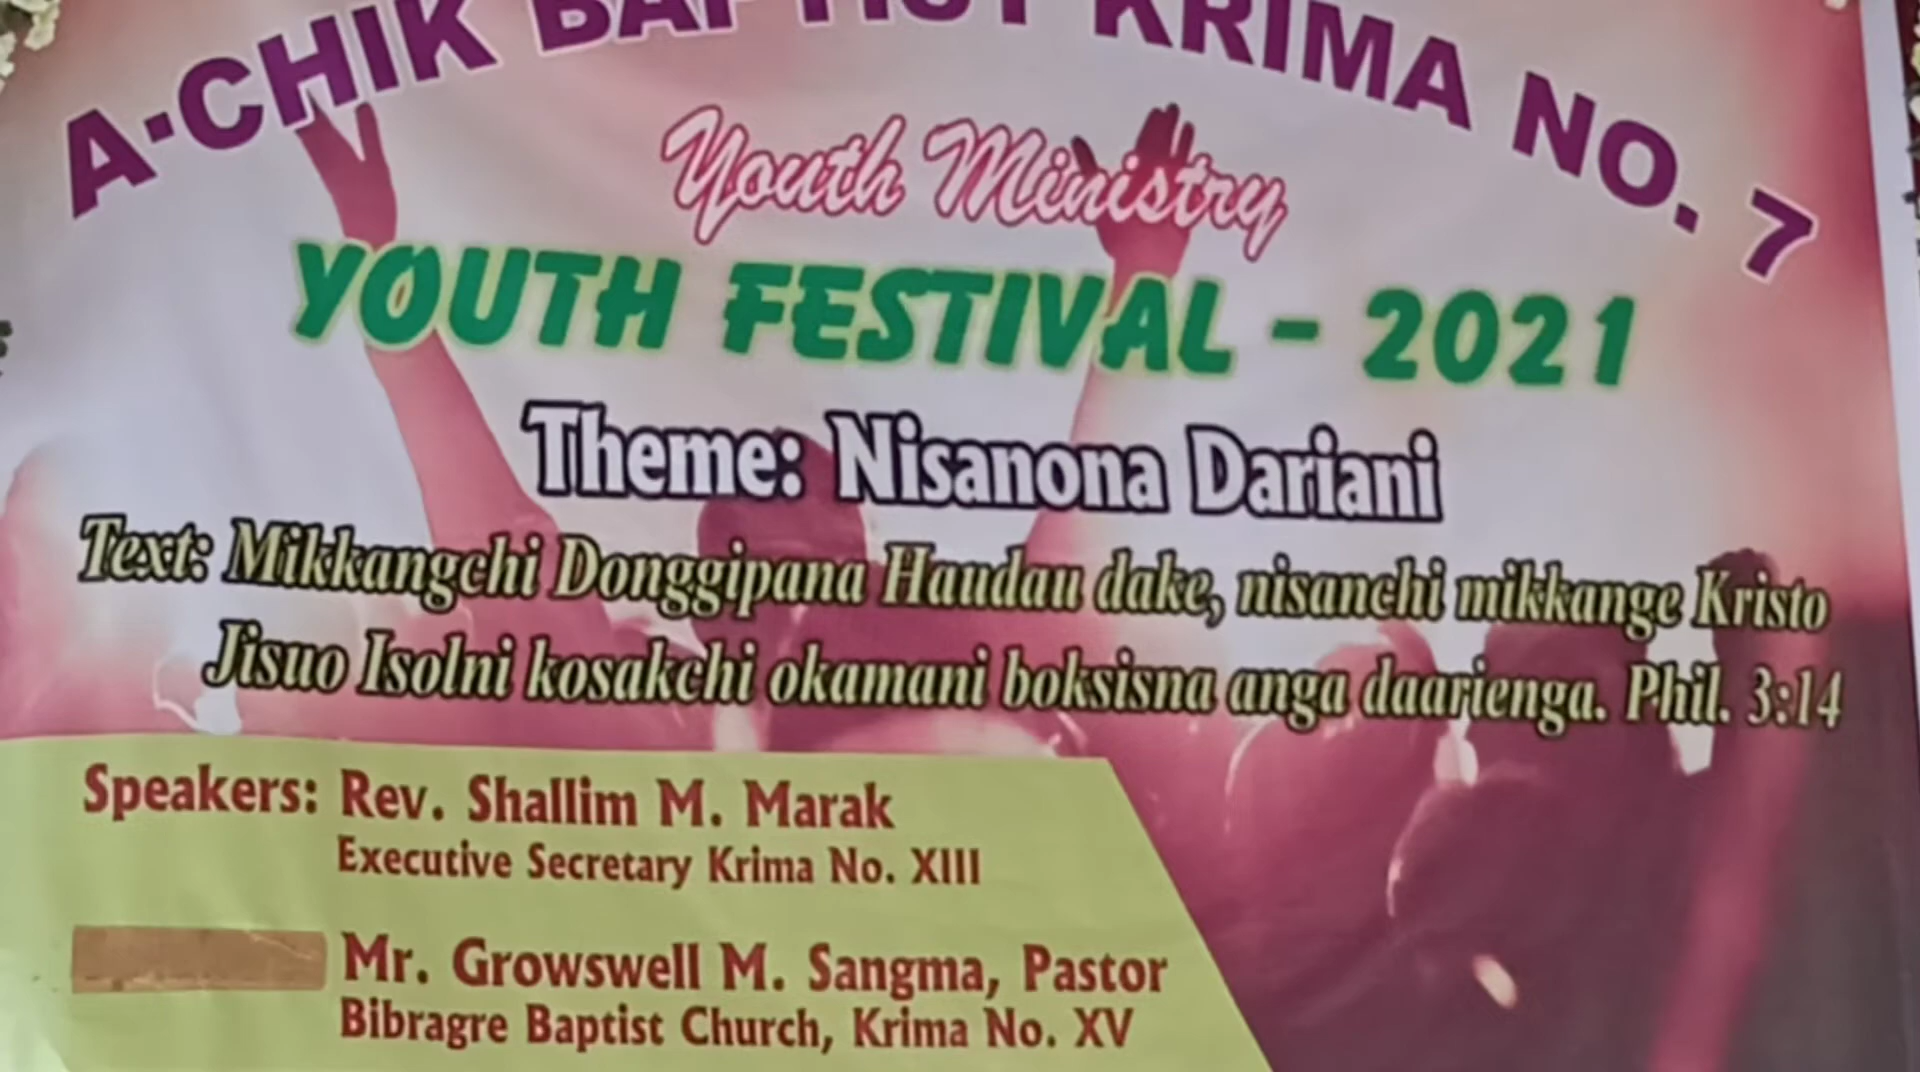 A·CHIK BAPTIST KRIMA NO. 7
Youth Ministry
YOUTH FESTIVAL - 2021
Theme: Nisanona Dariani
Text: Mikkangchi Donggipana Haudau dake, nisanchi mikkange Kristo
Jisuo Isolni kosakchi okamani boksisna anga daarienga. Phil. 3:14
Speakers: Rev. Shallim M. Marak
Executive Secretary Krima No. XIII
Mr. Growswell M. Sangma, Pastor
Bibragre Baptist Church, Krima No. XV